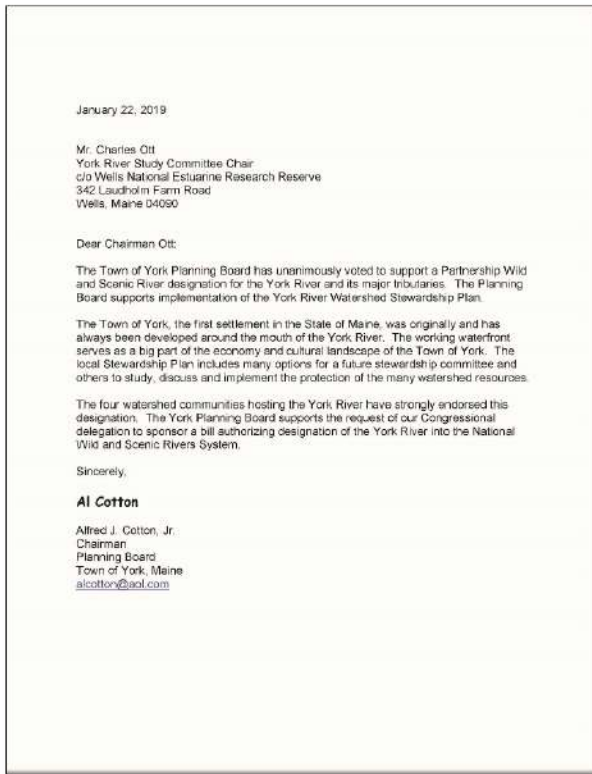 January 22, 2019
Mr. Charles Ott
York River Study Committee Chair
c/o Wells National Estuarine Research Reserve
342 Laudholm Farm Road
Wells, Maine 04090
Dear Chairman Ott:
The Town of York Planning Board has unanimously voted to support a Partnership Wild
and Scenic River designation for the York River and its major tributaries. The Planning
Board supports implementation of the York River Watershed Stewardship Plan.
The Town of York, the first settlement in the State of Maine, was originally and has
always been developed around the mouth of the York River. The working waterfront
serves as a big part of the economy and cultural landscape of the Town of York. The
local Stewardship Plan includes many options for a future stewardship committee and
others to study, discuss and implement the protection of the many watershed resources.
The four watershed communities hosting the York River have strongly endorsed this
designation. The York Planning Board supports the request of our Congressional
delegation to sponsor a bill authorizing designation of the York River into the National
Wild and Scenic Rivers System.
Sincerely,
Al Cotton
Alfred J. Cotton, Jr.
Chairman
Planning Board
Town of York, Maine
alcotton@aol.com